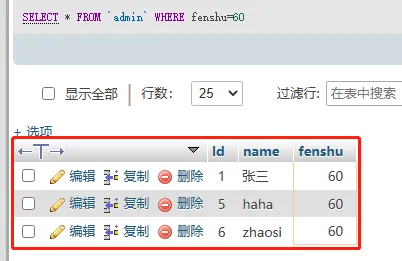 SELECT * FROM `admin` WHERE fenshu=60
显示全部 行数: 25 过滤行: 在表中搜索
+ 选项
←T→ Id name fenshu
编辑 复制 删除 1 张三 60
编辑 复制 删除 5 haha 60
编辑 复制 删除 6 zhaosi 60